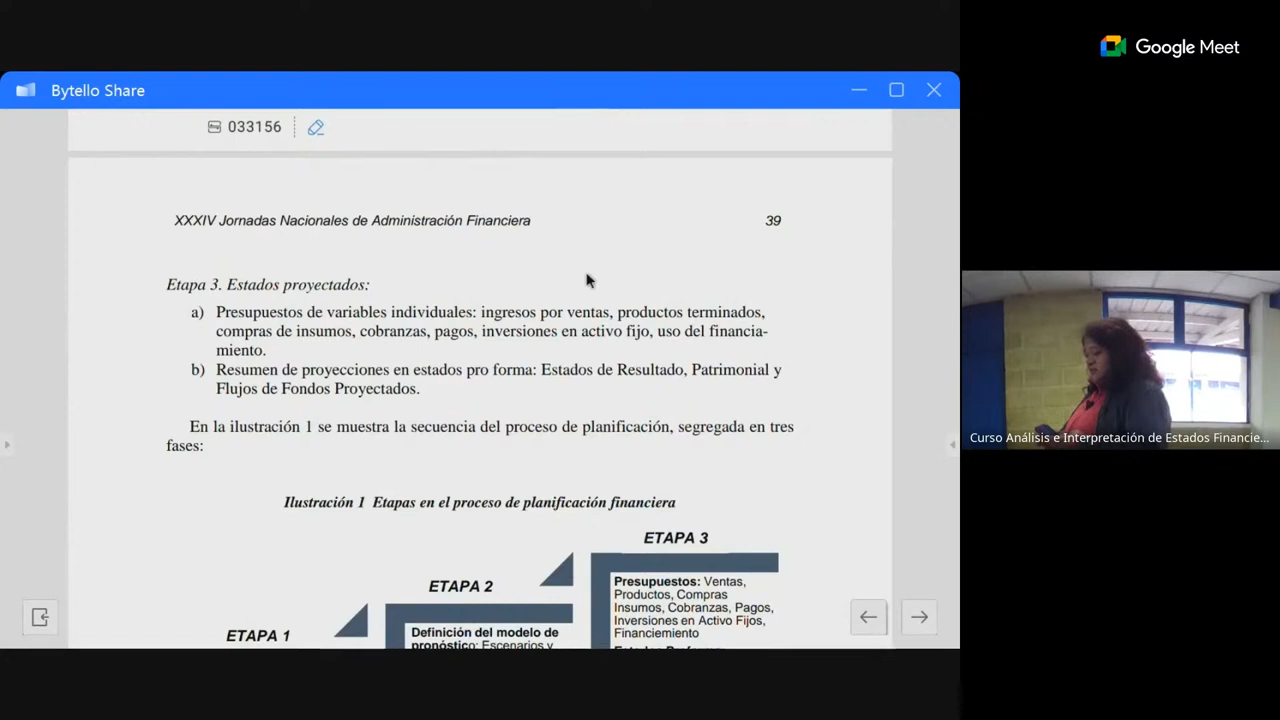 Google Meet
Bytello Share
033156
XXXIV Jornadas Nacionales de Administración Financiera 39
Etapa 3. Estados proyectados:
a) Presupuestos de variables individuales: ingresos por ventas, productos terminados,
compras de insumos, cobranzas, pagos, inversiones en activo fijo, uso del financia-
miento.
b) Resumen de proyecciones en estados pro forma: Estados de Resultado, Patrimonial y
Flujos de Fondos Proyectados.
En la ilustración 1 se muestra la secuencia del proceso de planificación, segregada en tres
fases:
Ilustración 1 Etapas en el proceso de planificación financiera
ETAPA 3
Presupuestos: Ventas,
Productos, Compras
Insumos, Cobranzas, Pagos,
Inversiones en Activo Fijos,
Financiemiento
ETAPA 2
Definición del modelo de
pronóstico: Escenarios y
ETAPA 1
Curso Análisis e Interpretación de Estados Financie...